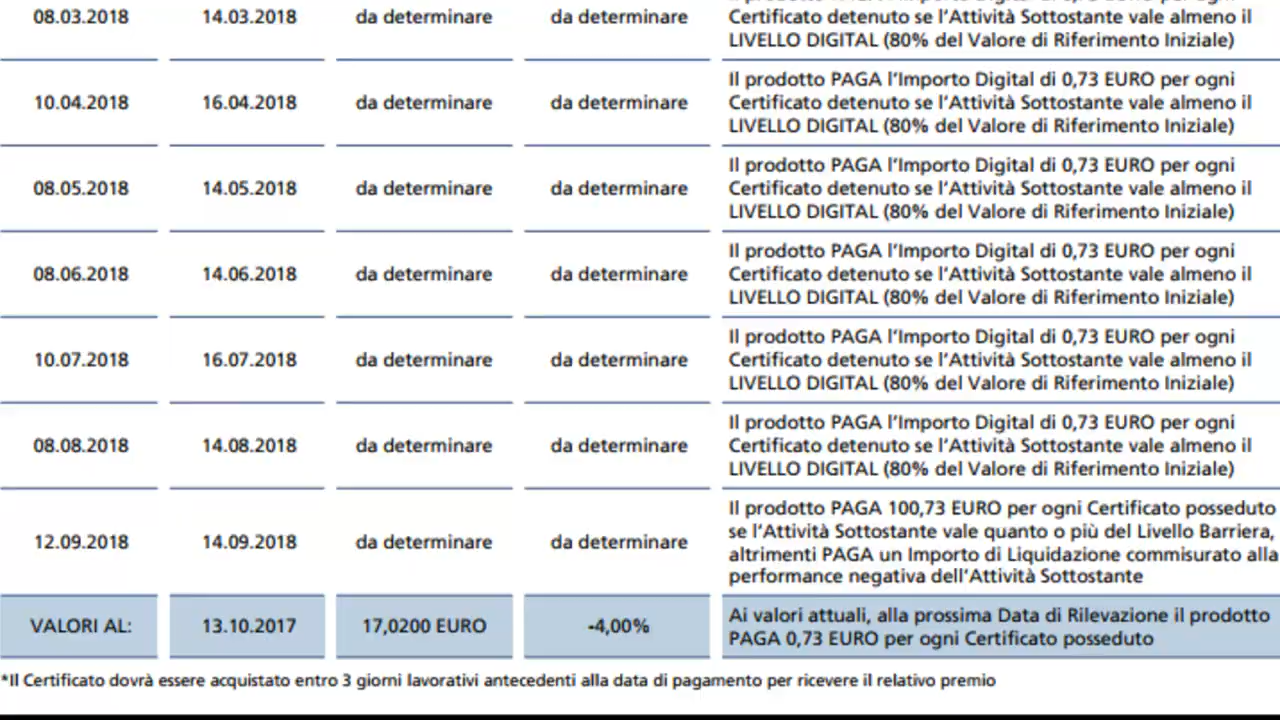 08.03.2018 14.03.2018 da determinare da determinare
Certificato detenuto se l’Attività Sottostante vale almeno il
LIVELLO DIGITAL (80% del Valore di Riferimento Iniziale)
10.04.2018 16.04.2018 da determinare da determinare
Il prodotto PAGA l’Importo Digital di 0,73 EURO per ogni
Certificato detenuto se l’Attività Sottostante vale almeno il
LIVELLO DIGITAL (80% del Valore di Riferimento Iniziale)
08.05.2018 14.05.2018 da determinare da determinare
Il prodotto PAGA l’Importo Digital di 0,73 EURO per ogni
Certificato detenuto se l’Attività Sottostante vale almeno il
LIVELLO DIGITAL (80% del Valore di Riferimento Iniziale)
08.06.2018 14.06.2018 da determinare da determinare
Il prodotto PAGA l’Importo Digital di 0,73 EURO per ogni
Certificato detenuto se l’Attività Sottostante vale almeno il
LIVELLO DIGITAL (80% del Valore di Riferimento Iniziale)
10.07.2018 16.07.2018 da determinare da determinare
Il prodotto PAGA l’Importo Digital di 0,73 EURO per ogni
Certificato detenuto se l’Attività Sottostante vale almeno il
LIVELLO DIGITAL (80% del Valore di Riferimento Iniziale)
08.08.2018 14.08.2018 da determinare da determinare
Il prodotto PAGA l’Importo Digital di 0,73 EURO per ogni
Certificato detenuto se l’Attività Sottostante vale almeno il
LIVELLO DIGITAL (80% del Valore di Riferimento Iniziale)
12.09.2018 14.09.2018 da determinare da determinare
Il prodotto PAGA 100,73 EURO per ogni Certificato posseduto
se l’Attività Sottostante vale quanto o più del Livello Barriera,
altrimenti PAGA un Importo di Liquidazione commisurato alla
performance negativa dell’Attività Sottostante
VALORI AL: 13.10.2017 17,0200 EURO -4,00%
Ai valori attuali, alla prossima Data di Rilevazione il prodotto
PAGA 0,73 EURO per ogni Certificato posseduto
*Il Certificato dovrà essere acquistato entro 3 giorni lavorativi antecedenti alla data di pagamento per ricevere il relativo premio